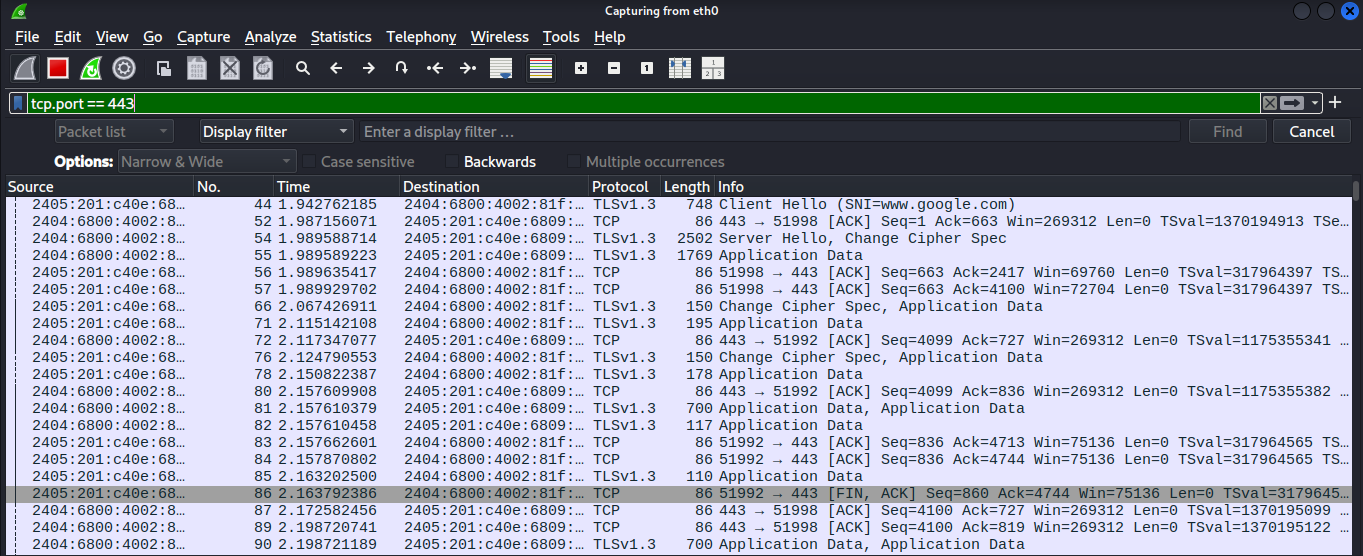 Capturing from eth0
File Edit View Go Capture Analyze Statistics Telephony Wireless Tools Help
tcp.port == 443
Packet list Display filter Enter a display filter ... Find Cancel
Options: Narrow & Wide Case sensitive Backwards Multiple occurrences
Source No. Time Destination Protocol Length Info
2405:201:c40e:68… 44 1.942762185 2404:6800:4002:81f:… TLSv1.3 748 Client Hello (SNI=www.google.com)
2404:6800:4002:8… 52 1.987156071 2405:201:c40e:6809:… TCP 86 443 → 51998 [ACK] Seq=1 Ack=663 Win=269312 Len=0 TSval=1370194913 TSe…
2404:6800:4002:8… 54 1.989588714 2405:201:c40e:6809:… TLSv1.3 2502 Server Hello, Change Cipher Spec
2404:6800:4002:8… 55 1.989589223 2405:201:c40e:6809:… TLSv1.3 1769 Application Data
2405:201:c40e:68… 56 1.989635417 2404:6800:4002:81f:… TCP 86 51998 → 443 [ACK] Seq=663 Ack=2417 Win=69760 Len=0 TSval=317964397 TS…
2405:201:c40e:68… 57 1.989929702 2404:6800:4002:81f:… TCP 86 51998 → 443 [ACK] Seq=663 Ack=4100 Win=72704 Len=0 TSval=317964397 TS…
2405:201:c40e:68… 66 2.067426911 2404:6800:4002:81f:… TLSv1.3 150 Change Cipher Spec, Application Data
2405:201:c40e:68… 71 2.115142108 2404:6800:4002:81f:… TLSv1.3 195 Application Data
2404:6800:4002:8… 72 2.117347077 2405:201:c40e:6809:… TCP 86 443 → 51992 [ACK] Seq=4099 Ack=727 Win=269312 Len=0 TSval=1175355341 …
2405:201:c40e:68… 76 2.124790553 2404:6800:4002:81f:… TLSv1.3 150 Change Cipher Spec, Application Data
2405:201:c40e:68… 78 2.150822387 2404:6800:4002:81f:… TLSv1.3 178 Application Data
2404:6800:4002:8… 80 2.157609908 2405:201:c40e:6809:… TCP 86 443 → 51992 [ACK] Seq=4099 Ack=836 Win=269312 Len=0 TSval=1175355382 …
2404:6800:4002:8… 81 2.157610379 2405:201:c40e:6809:… TLSv1.3 700 Application Data, Application Data
2404:6800:4002:8… 82 2.157610458 2405:201:c40e:6809:… TLSv1.3 117 Application Data
2405:201:c40e:68… 83 2.157662601 2404:6800:4002:81f:… TCP 86 51992 → 443 [ACK] Seq=836 Ack=4713 Win=75136 Len=0 TSval=317964565 TS…
2405:201:c40e:68… 84 2.157870802 2404:6800:4002:81f:… TCP 86 51992 → 443 [ACK] Seq=836 Ack=4744 Win=75136 Len=0 TSval=317964565 TS…
2405:201:c40e:68… 85 2.163202500 2404:6800:4002:81f:… TLSv1.3 110 Application Data
2405:201:c40e:68… 86 2.163792386 2404:6800:4002:81f:… TCP 86 51992 → 443 [FIN, ACK] Seq=860 Ack=4744 Win=75136 Len=0 TSval=3179645…
2404:6800:4002:8… 87 2.172582456 2405:201:c40e:6809:… TCP 86 443 → 51998 [ACK] Seq=4100 Ack=727 Win=269312 Len=0 TSval=1370195099 …
2404:6800:4002:8… 89 2.198720741 2405:201:c40e:6809:… TCP 86 443 → 51998 [ACK] Seq=4100 Ack=819 Win=269312 Len=0 TSval=1370195122 …
2404:6800:4002:8… 90 2.198721189 2405:201:c40e:6809:… TLSv1.3 700 Application Data, Application Data